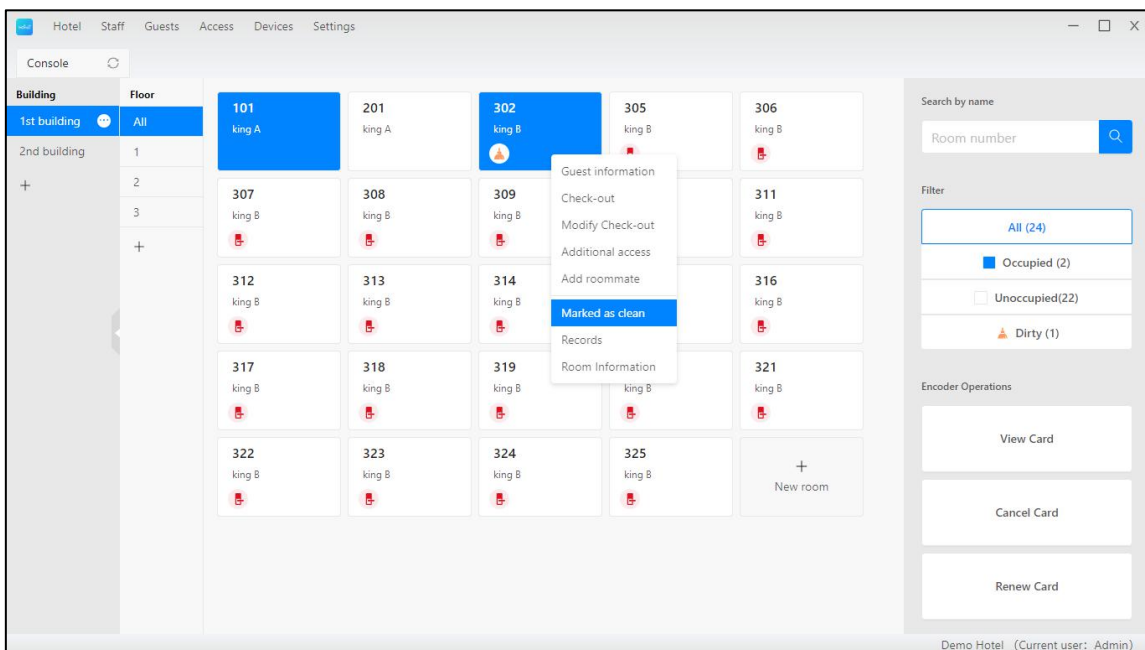 Hotel Staff Guests Access Devices Settings
Console
Building
1st building
2nd building
+
Floor
All
1
2
3
+
101
king A
201
king A
302
king B
305
king B
306
king B
307
king B
308
king B
309
king B
311
king B
312
king B
313
king B
314
king B
316
king B
317
king B
318
king B
319
king B
king B
321
king B
322
king B
323
king B
324
king B
325
king B
+
New room
Guest information
Check-out
Modify Check-out
Additional access
Add roommate
Marked as clean
Records
Room Information
Search by name
Room number
Filter
All (24)
Occupied (2)
Unoccupied(22)
Dirty (1)
Encoder Operations
View Card
Cancel Card
Renew Card
Demo Hotel (Current user: Admin)